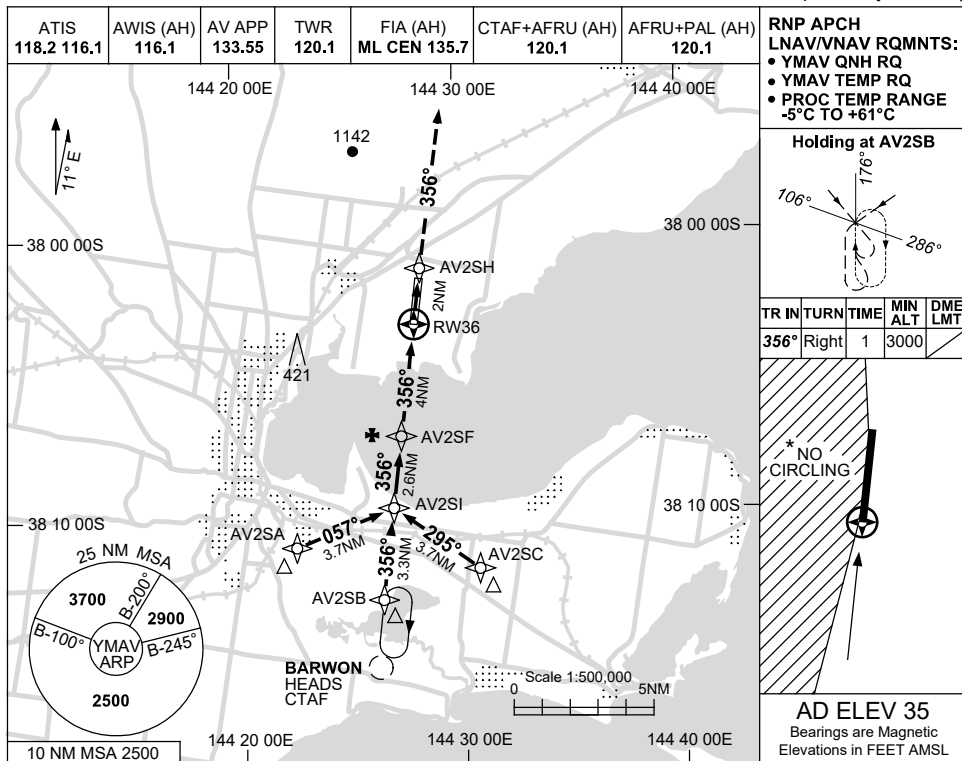 ATIS
118.2 116.1
AWIS (AH)
116.1
AV APP
133.55
TWR
120.1
FIA (AH)
ML CEN 135.7
CTAF+AFRU (AH)
120.1
AFRU+PAL (AH)
120.1
RNP APCH
LNAV/VNAV RQMNTS:
• YMAV QNH RQ
• YMAV TEMP RQ
• PROC TEMP RANGE
-5°C TO +61°C
144 20 00E
144 30 00E
144 40 00E
11° E
1142
356°
38 00 00S
38 00 00S
AV2SH
2NM
RW36
421
356°
4NM
AV2SF
356°
2.6NM
AV2SI
38 10 00S
38 10 00S
AV2SA
057°
3.7NM
295°
3.7NM
AV2SC
356°
3.3NM
AV2SB
BARWON
HEADS
CTAF
25 NM MSA
3700
B-200°
2900
B-100°
YMAV
ARP
B-245°
2500
10 NM MSA 2500
Scale 1:500,000
0
5NM
144 20 00E
144 30 00E
144 40 00E
Holding at AV2SB
176°
106°
286°
TR IN TURN TIME MIN ALT DME LMT
356° Right 1 3000
* NO
CIRCLING
AD ELEV 35
Bearings are Magnetic
Elevations in FEET AMSL